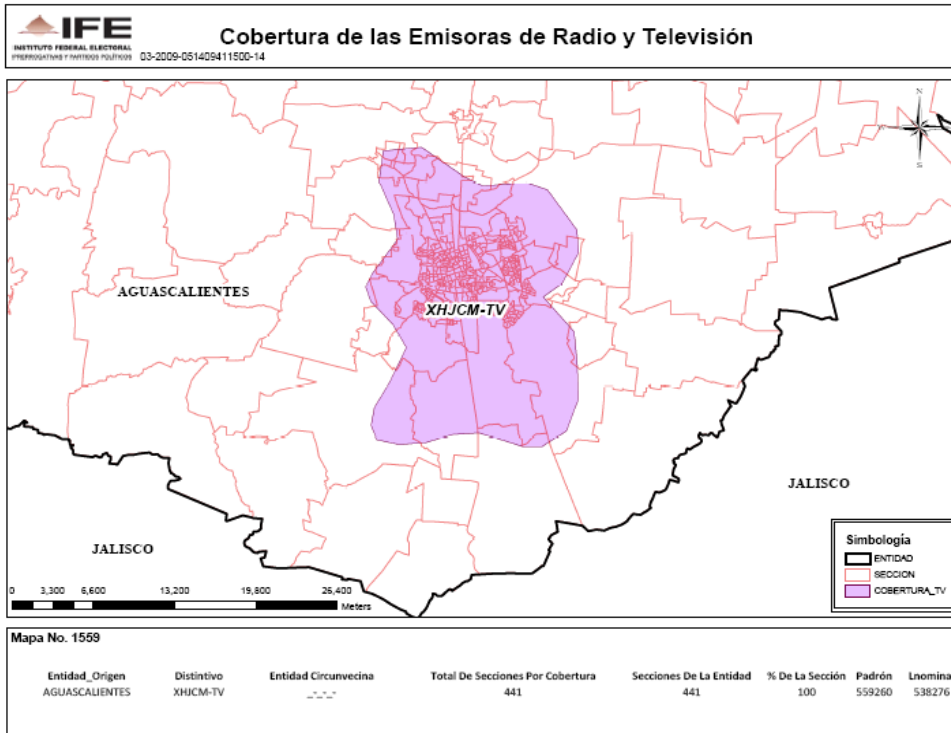 IFE
INSTITUTO FEDERAL ELECTORAL
PRERROGATIVAS Y PARTIDOS POLÍTICOS
03-2009-051409411500-14
Cobertura de las Emisoras de Radio y Televisión
N
S
AGUASCALIENTES
XHJCM-TV
JALISCO
JALISCO
0 3,300 6,600 13,200 19,800 26,400
Meters
Simbología
ENTIDAD
SECCION
COBERTURA_TV
Mapa No. 1559
Entidad_Origen Distintivo Entidad Circunvecina Total De Secciones Por Cobertura Secciones De La Entidad % De La Sección Padrón Lnomina
AGUASCALIENTES XHJCM-TV _-_-_- 441 441 100 559260 538276